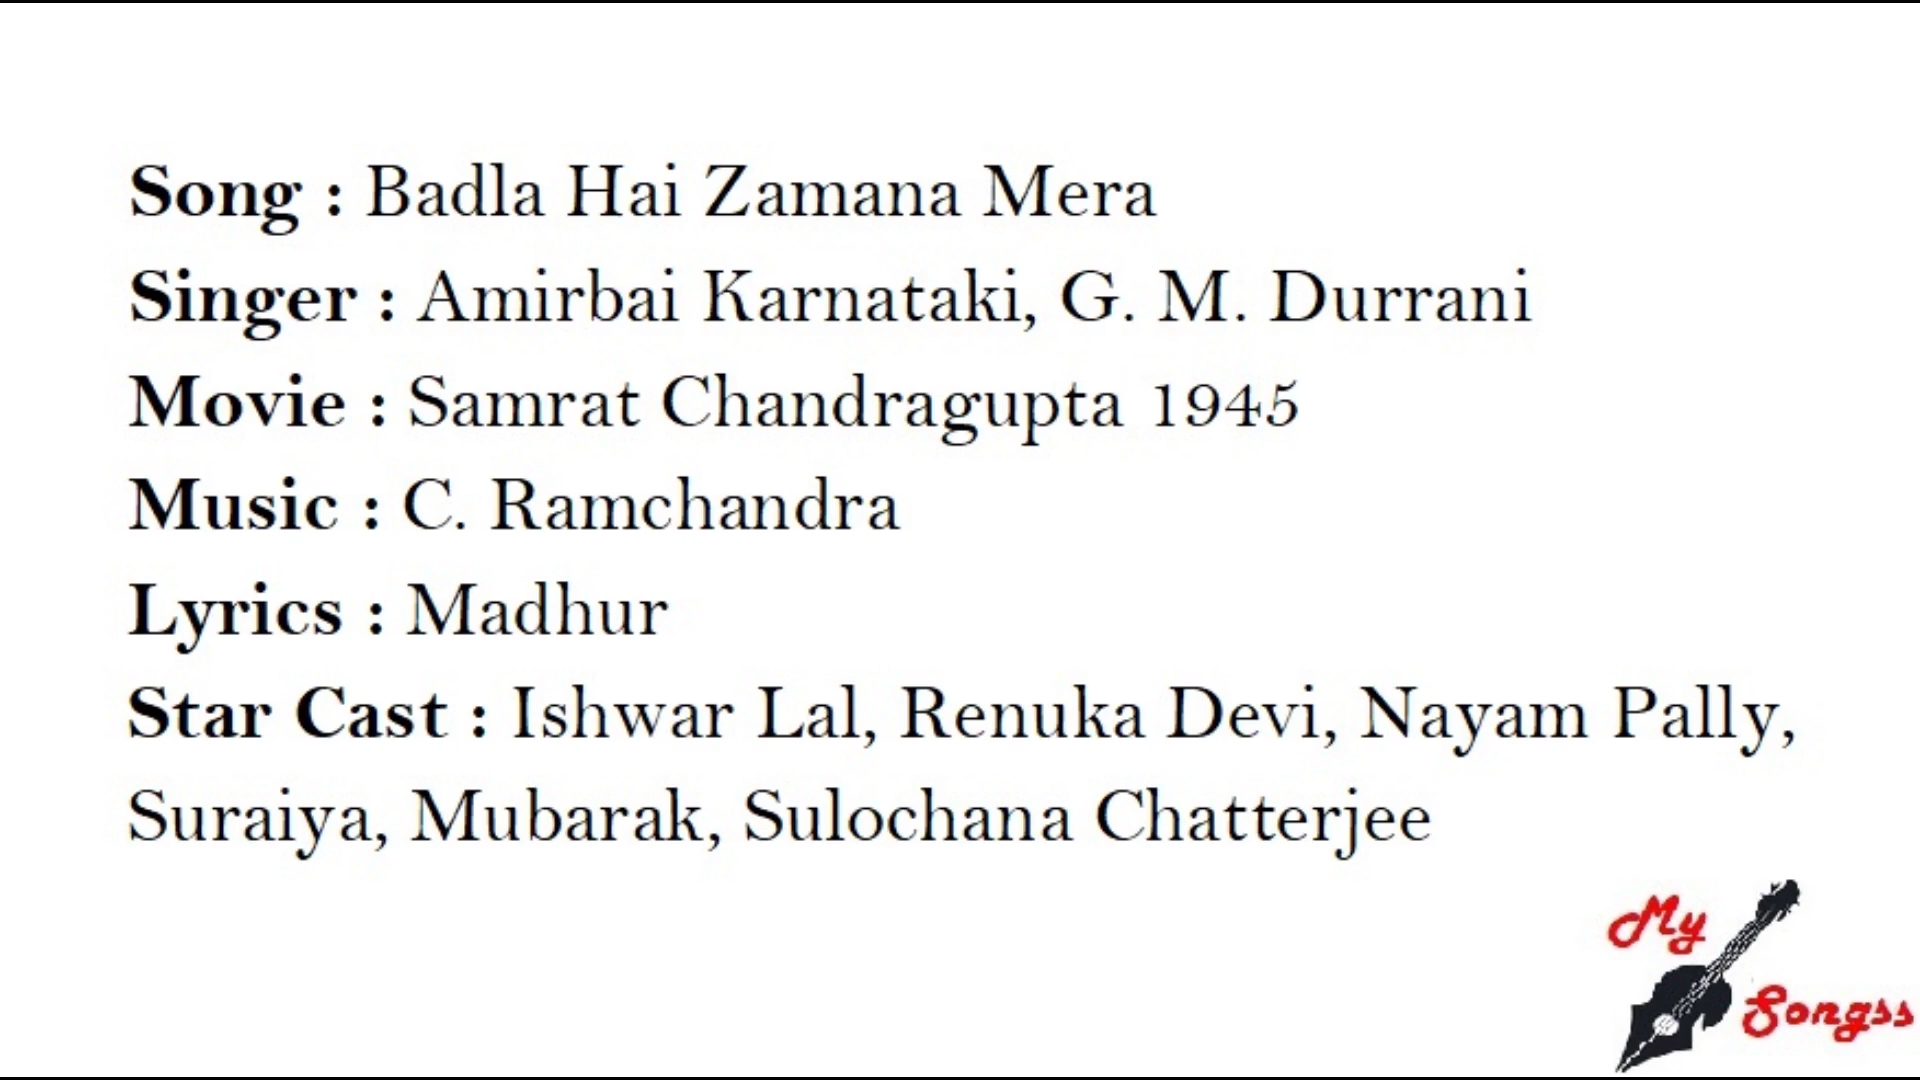 Song : Badla Hai Zamana Mera
Singer : Amirbai Karnataki, G. M. Durrani
Movie : Samrat Chandragupta 1945
Music : C. Ramchandra
Lyrics : Madhur
Star Cast : Ishwar Lal, Renuka Devi, Nayam Pally,
Suraiya, Mubarak, Sulochana Chatterjee
My
Songss